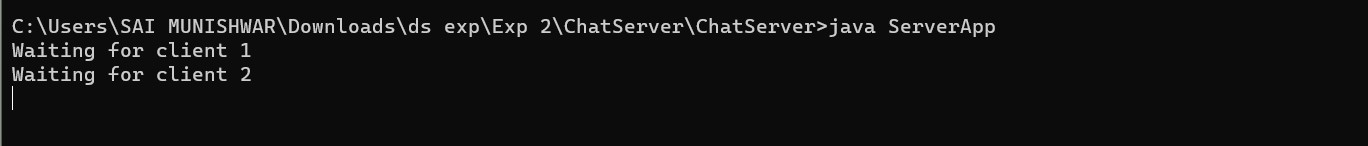 C:\Users\SAI MUNISHWAR\Downloads\ds exp\Exp 2\ChatServer\ChatServer>java ServerApp
Waiting for client 1
Waiting for client 2